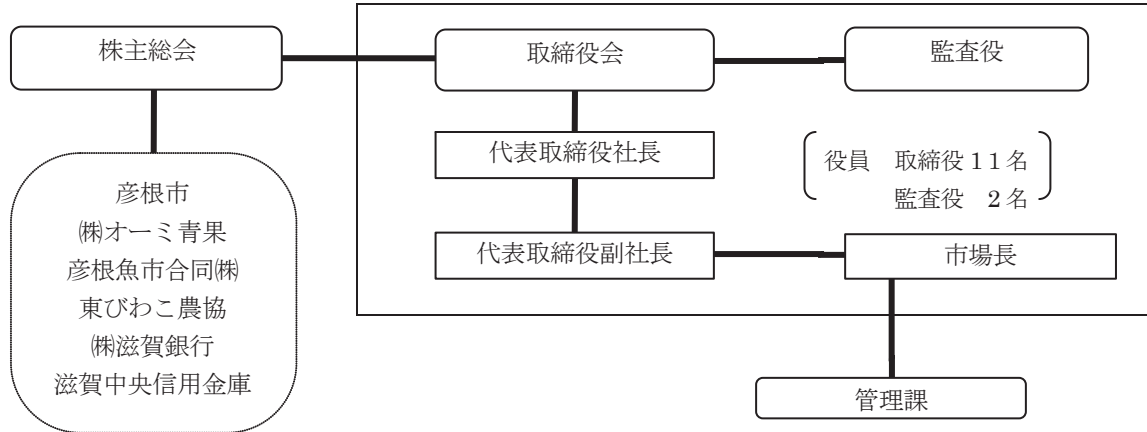 株主総会
取締役会
監査役
代表取締役社長
役員　取締役１１名
監査役　２名
彦根市
㈱オーミ青果
彦根魚市合同㈱
東びわこ農協
㈱滋賀銀行
滋賀中央信用金庫
代表取締役副社長
市場長
管理課